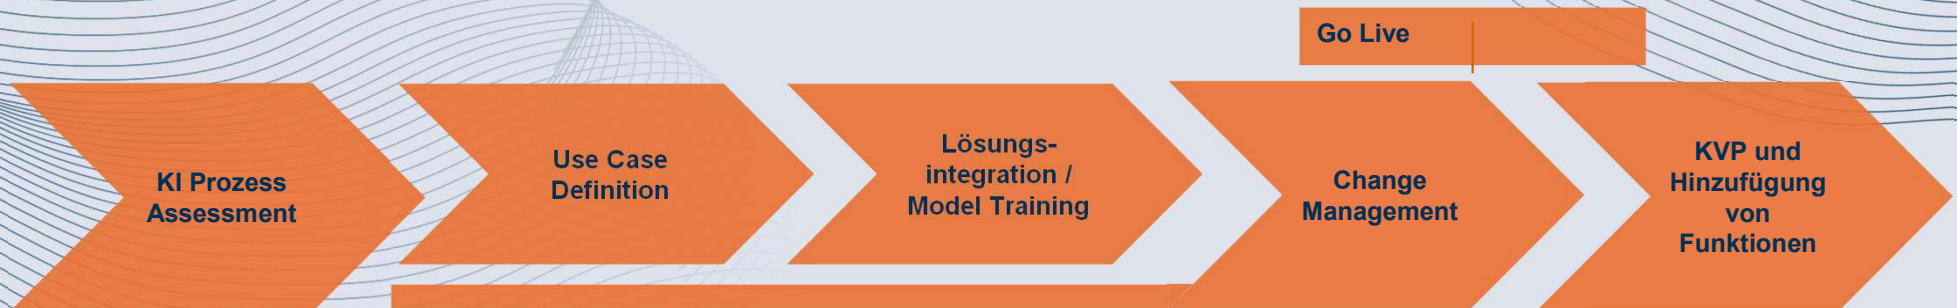 Go Live
KI Prozess
Assessment
Use Case
Definition
Lösungs-
integration /
Model Training
Change
Management
KVP und
Hinzufügung
von
Funktionen